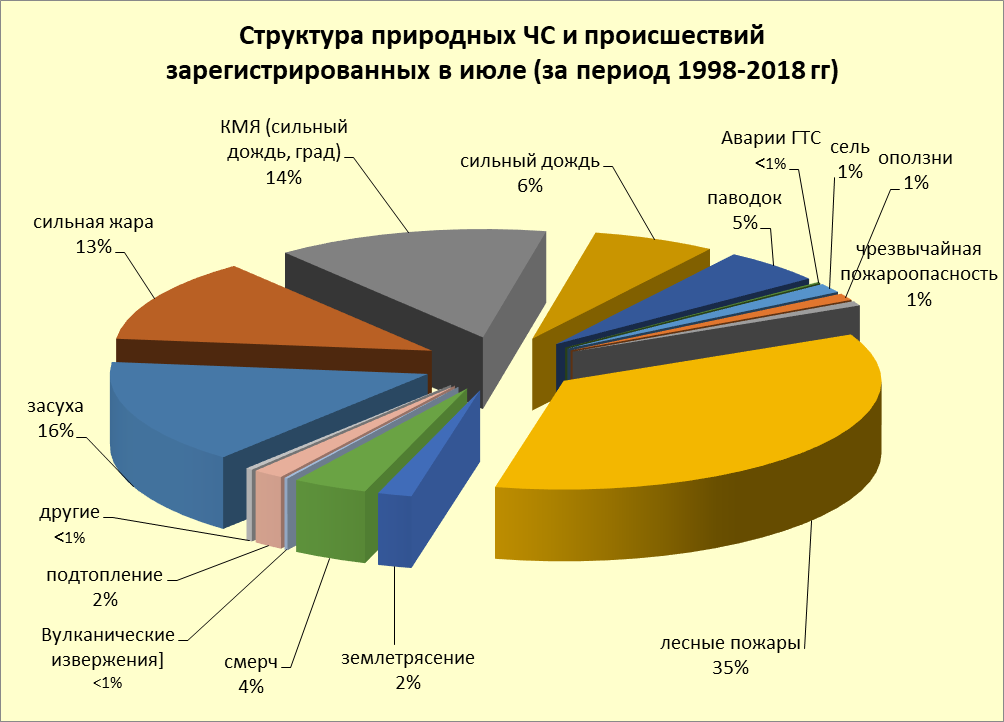 Структура природных ЧС и происшествий
зарегистрированных в июле (за период 1998-2018 гг)
КМЯ (сильный
дождь, град)
14%
сильный дождь
6%
Аварии ГТС
<1%
сель
1%
оползни
1%
паводок
5%
чрезвычайная
пожароопасность
1%
сильная жара
13%
засуха
16%
другие
<1%
подтопление
2%
Вулканические
извержения]
<1%
смерч
4%
землетрясение
2%
лесные пожары
35%